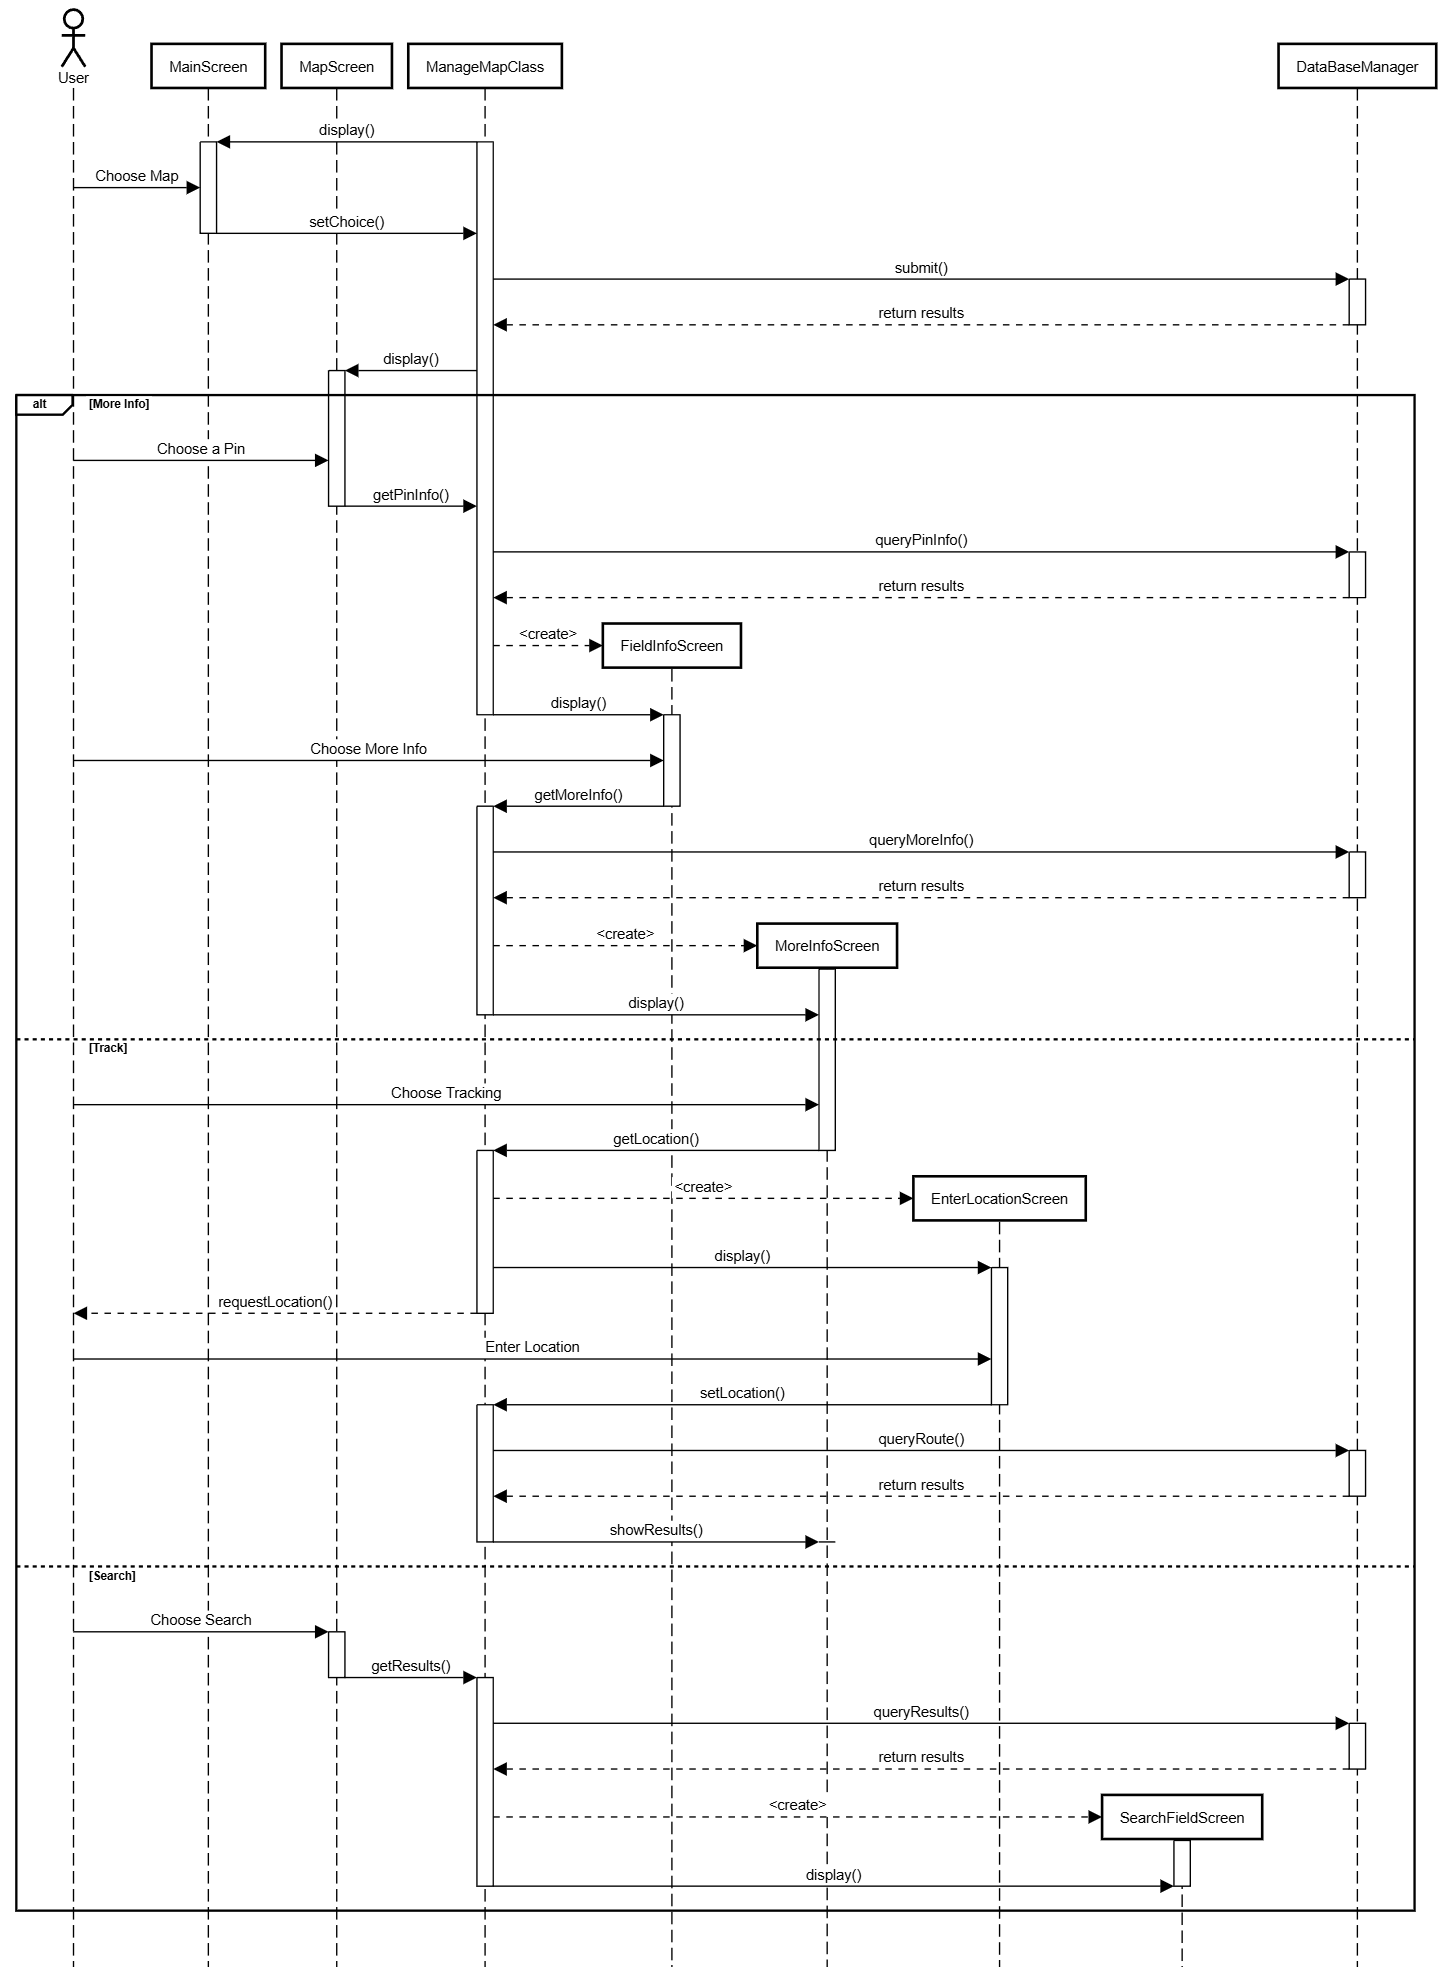 User
MainScreen
MapScreen
ManageMapClass
DataBaseManager
display()
Choose Map
setChoice()
submit()
return results
display()
alt
[More Info]
Choose a Pin
getPinInfo()
queryPinInfo()
return results
<create>
FieldInfoScreen
display()
Choose More Info
getMoreInfo()
queryMoreInfo()
return results
<create>
MoreInfoScreen
display()
[Track]
Choose Tracking
getLocation()
<create>
EnterLocationScreen
display()
requestLocation()
Enter Location
setLocation()
queryRoute()
return results
showResults()
[Search]
Choose Search
getResults()
queryResults()
return results
<create>
SearchFieldScreen
display()